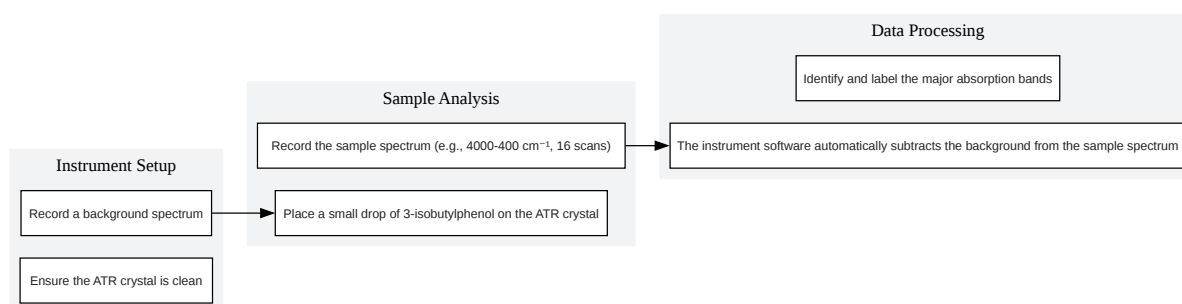 Instrument Setup
Record a background spectrum
Ensure the ATR crystal is clean
Sample Analysis
Record the sample spectrum (e.g., 4000-400 cm⁻¹, 16 scans)
Place a small drop of 3-isobutylphenol on the ATR crystal
Data Processing
Identify and label the major absorption bands
The instrument software automatically subtracts the background from the sample spectrum